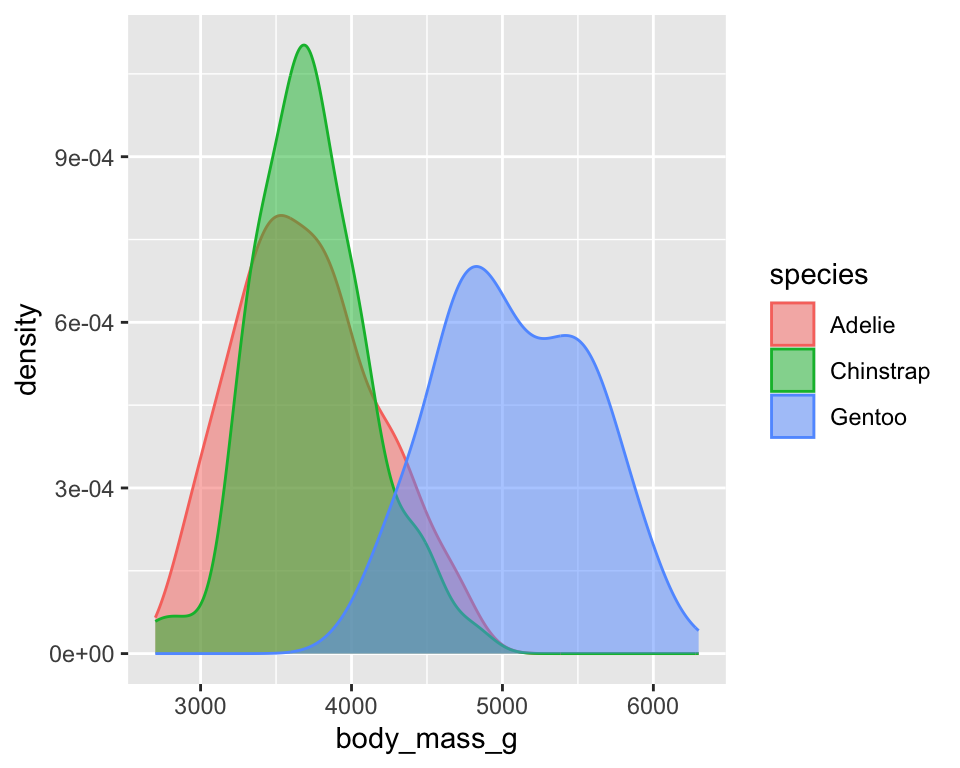 density
9e-04
6e-04
3e-04
0e+00
3000 4000 5000 6000
body_mass_g
species
Adelie
Chinstrap
Gentoo